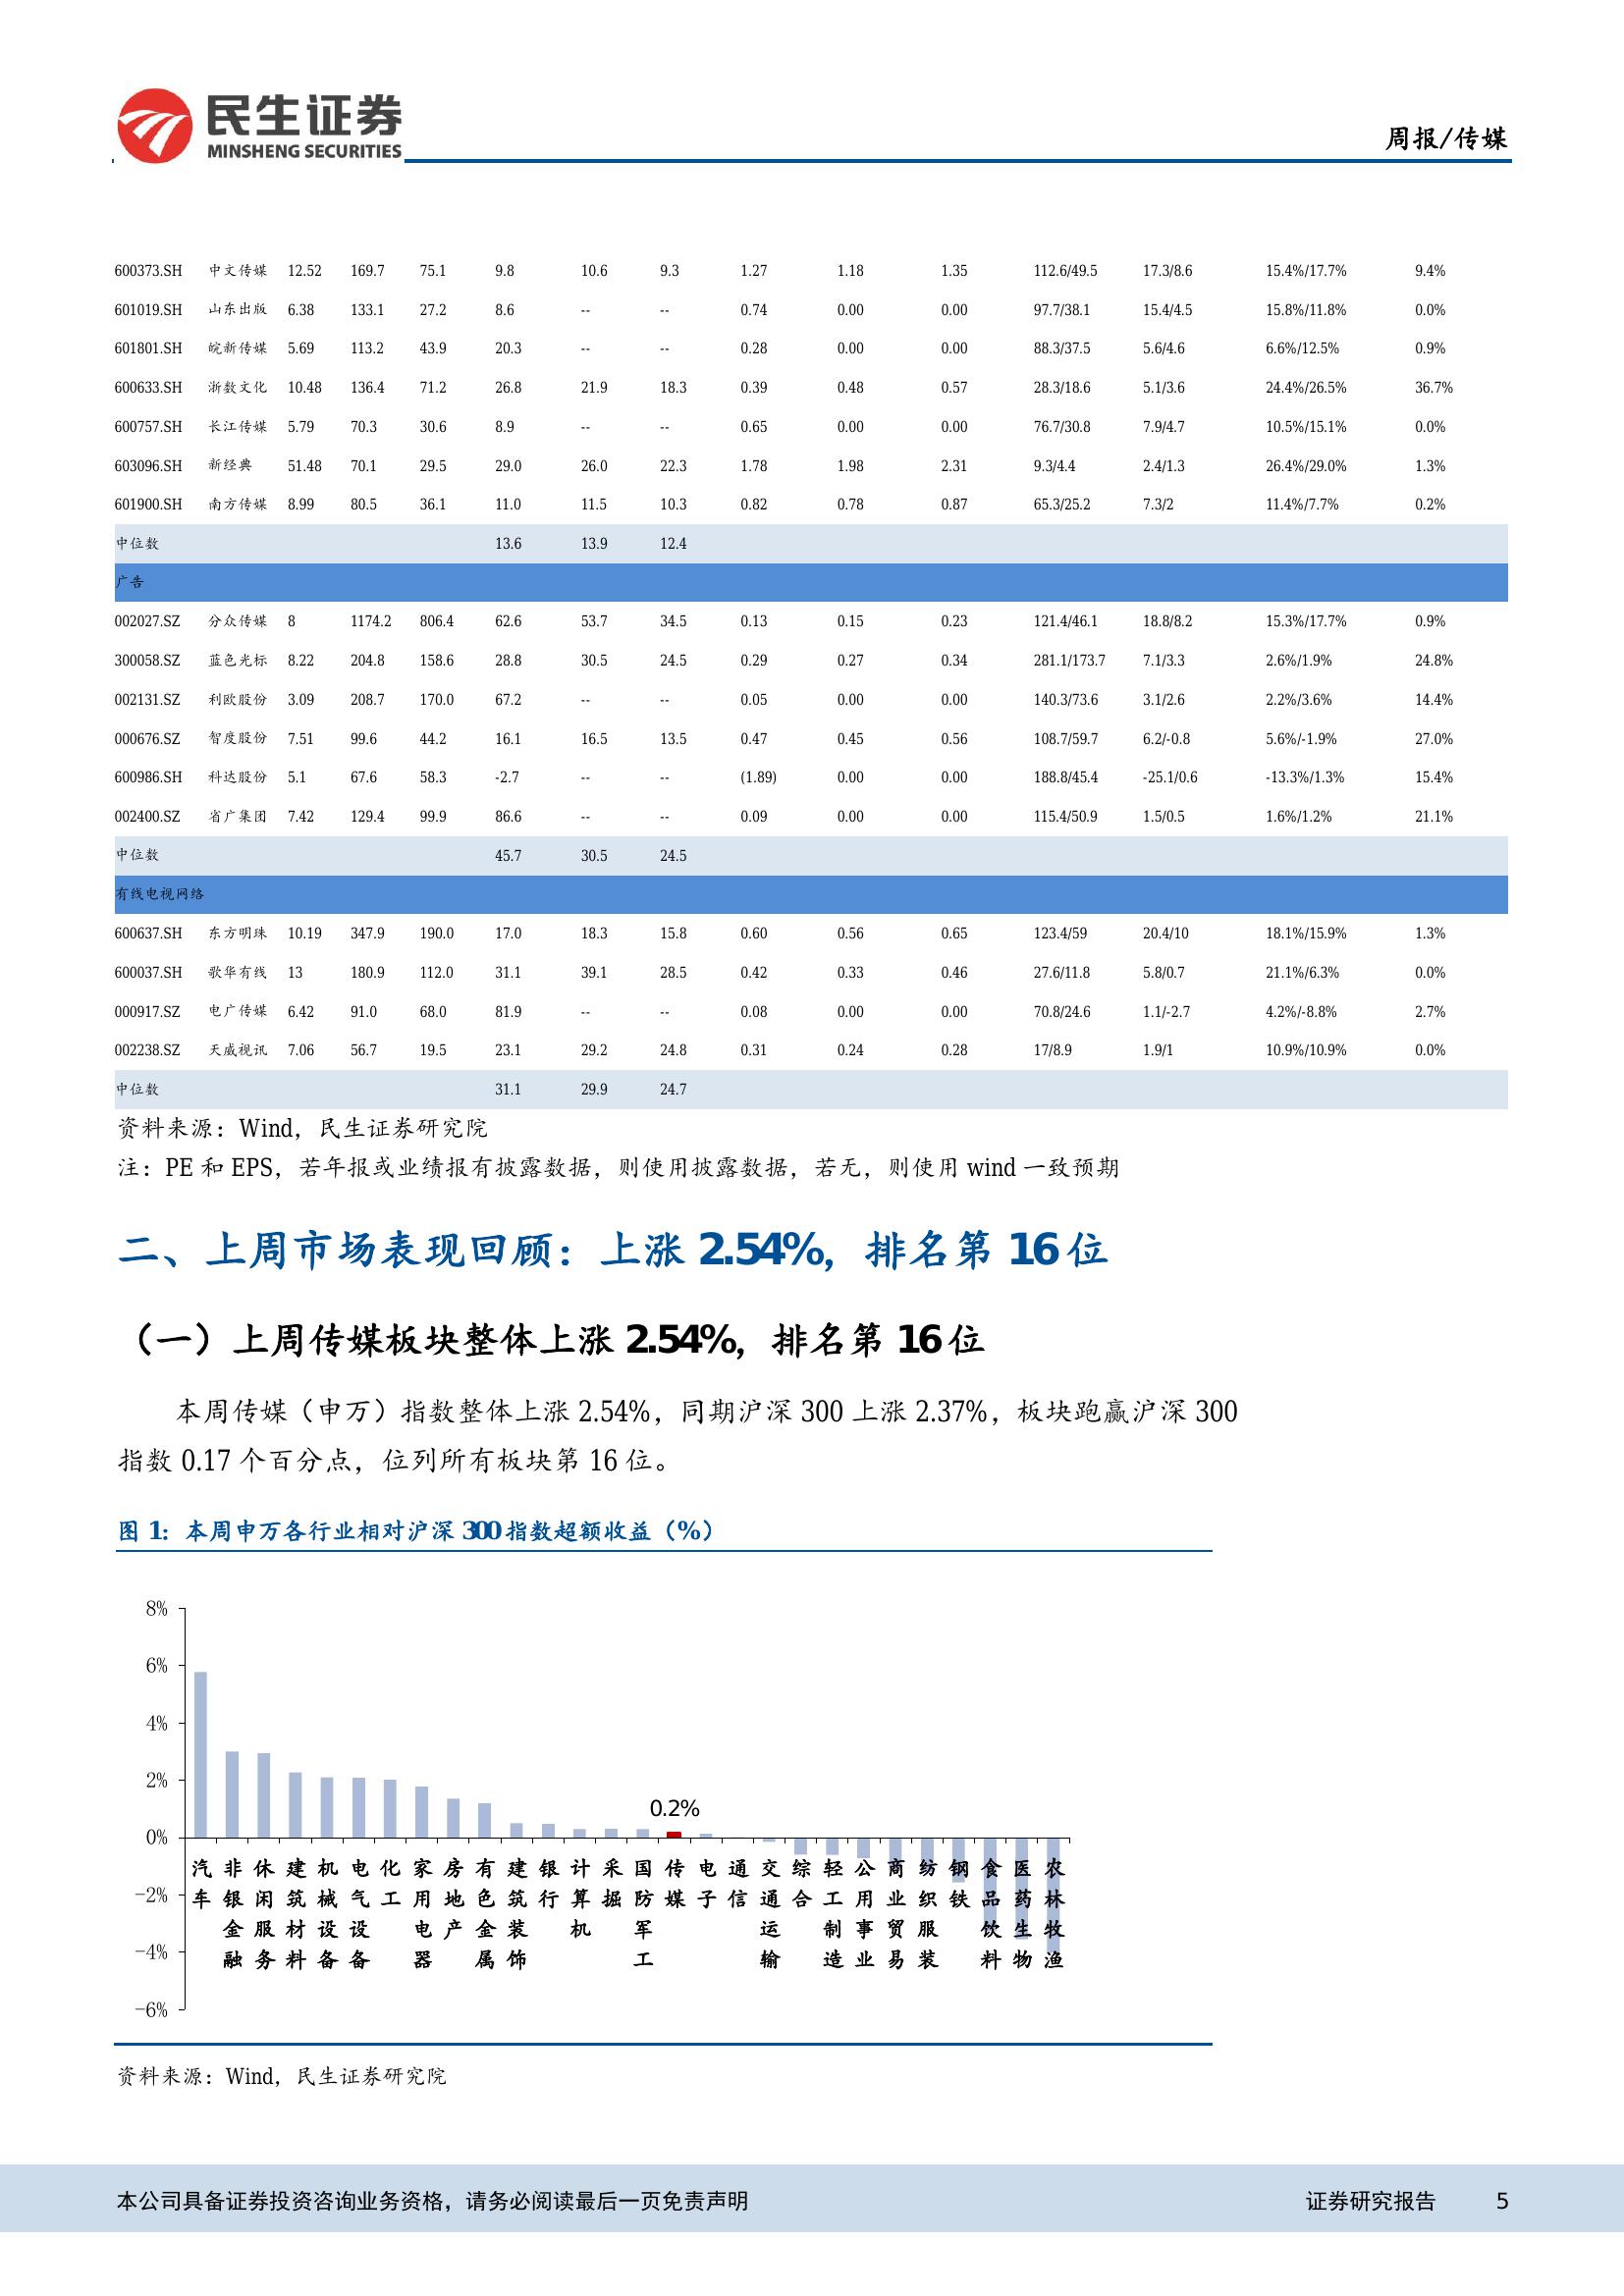 民生证券
MINSHENG SECURITIES
周报/传媒
600373.SH 中文传媒 12.52 169.7 75.1 9.8 10.6 9.3 1.27 1.18 1.35 112.6/49.5 17.3/8.6 15.4%/17.7% 9.4%
601019.SH 山东出版 6.38 133.1 27.2 8.6 -- -- 0.74 0.00 0.00 97.7/38.1 15.4/4.5 15.8%/11.8% 0.0%
601801.SH 皖新传媒 5.69 113.2 43.9 20.3 -- -- 0.28 0.00 0.00 88.3/37.5 5.6/4.6 6.6%/12.5% 0.9%
600633.SH 浙数文化 10.48 136.4 71.2 26.8 21.9 18.3 0.39 0.48 0.57 28.3/18.6 5.1/3.6 24.4%/26.5% 36.7%
600757.SH 长江传媒 5.79 70.3 30.6 8.9 -- -- 0.65 0.00 0.00 76.7/30.8 7.9/4.7 10.5%/15.1% 0.0%
603096.SH 新经典 51.48 70.1 29.5 29.0 26.0 22.3 1.78 1.98 2.31 9.3/4.4 2.4/1.3 26.4%/29.0% 1.3%
601900.SH 南方传媒 8.99 80.5 36.1 11.0 11.5 10.3 0.82 0.78 0.87 65.3/25.2 7.3/2 11.4%/7.7% 0.2%
中位数 13.6 13.9 12.4
广告
002027.SZ 分众传媒 8 1174.2 806.4 62.6 53.7 34.5 0.13 0.15 0.23 121.4/46.1 18.8/8.2 15.3%/17.7% 0.9%
300058.SZ 蓝色光标 8.22 204.8 158.6 28.8 30.5 24.5 0.29 0.27 0.34 281.1/173.7 7.1/3.3 2.6%/1.9% 24.8%
002131.SZ 利欧股份 3.09 208.7 170.0 67.2 -- -- 0.05 0.00 0.00 140.3/73.6 3.1/2.6 2.2%/3.6% 14.4%
000676.SZ 智度股份 7.51 99.6 44.2 16.1 16.5 13.5 0.47 0.45 0.56 108.7/59.7 6.2/-0.8 5.6%/-1.9% 27.0%
600986.SH 科达股份 5.1 67.6 58.3 -2.7 -- -- (1.89) 0.00 0.00 188.8/45.4 -25.1/0.6 -13.3%/1.3% 15.4%
002400.SZ 省广集团 7.42 129.4 99.9 86.6 -- -- 0.09 0.00 0.00 115.4/50.9 1.5/0.5 1.6%/1.2% 21.1%
中位数 45.7 30.5 24.5
有线电视网络
600637.SH 东方明珠 10.19 347.9 190.0 17.0 18.3 15.8 0.60 0.56 0.65 123.4/59 20.4/10 18.1%/15.9% 1.3%
600037.SH 歌华有线 13 180.9 112.0 31.1 39.1 28.5 0.42 0.33 0.46 27.6/11.8 5.8/0.7 21.1%/6.3% 0.0%
000917.SZ 电广传媒 6.42 91.0 68.0 81.9 -- -- 0.08 0.00 0.00 70.8/24.6 1.1/-2.7 4.2%/-8.8% 2.7%
002238.SZ 天威视讯 7.06 56.7 19.5 23.1 29.2 24.8 0.31 0.24 0.28 17/8.9 1.9/1 10.9%/10.9% 0.0%
中位数 31.1 29.9 24.7
资料来源：Wind，民生证券研究院
注：PE 和 EPS，若年报或业绩报有披露数据，则使用披露数据，若无，则使用 wind 一致预期
二、上周市场表现回顾：上涨 2.54%，排名第 16 位
（一）上周传媒板块整体上涨 2.54%，排名第 16 位
本周传媒（申万）指数整体上涨 2.54%，同期沪深 300 上涨 2.37%，板块跑赢沪深 300
指数 0.17 个百分点，位列所有板块第 16 位。
图 1：本周申万各行业相对沪深 300 指数超额收益（%）
8%
6%
4%
2%
0%
-2%
-4%
-6%
0.2%
汽车
非银金融
休闲服务
建筑材料
机械设备
电气设备
化工
家用电器
房地产
有色金属
建筑装饰
银行
计算机
采掘
国防军工
传媒
电子
通信
交通运输
综合
轻工制造
公用事业
商业贸易
纺织服装
钢铁
食品饮料
医药生物
农林牧渔
资料来源：Wind，民生证券研究院
本公司具备证券投资咨询业务资格，请务必阅读最后一页免责声明
证券研究报告 5